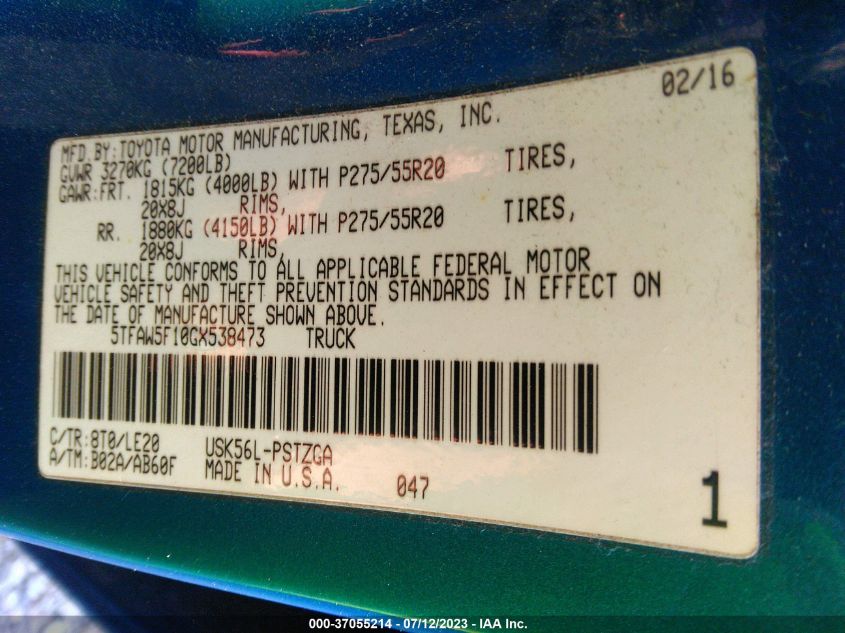 02/16
MFD.BY:TOYOTA MOTOR MANUFACTURING, TEXAS, INC.
GVWR 3270KG (7200LB)
GAWR:FRT. 1815KG (4000LB) WITH P275/55R20 TIRES,
20X8J RIMS,
RR. 1880KG (4150LB) WITH P275/55R20 TIRES,
20X8J RIMS,
THIS VEHICLE CONFORMS TO ALL APPLICABLE FEDERAL MOTOR
VEHICLE SAFETY AND THEFT PREVENTION STANDARDS IN EFFECT ON
THE DATE OF MANUFACTURE SHOWN ABOVE.
5TFAW5F10GX538473 TRUCK
C/TR:8T0/LE20 USK56L-PSTZGA
A/TM:B02A/AB60F MADE IN U.S.A. 047
1
000-37055214 - 07/12/2023 - IAA Inc.